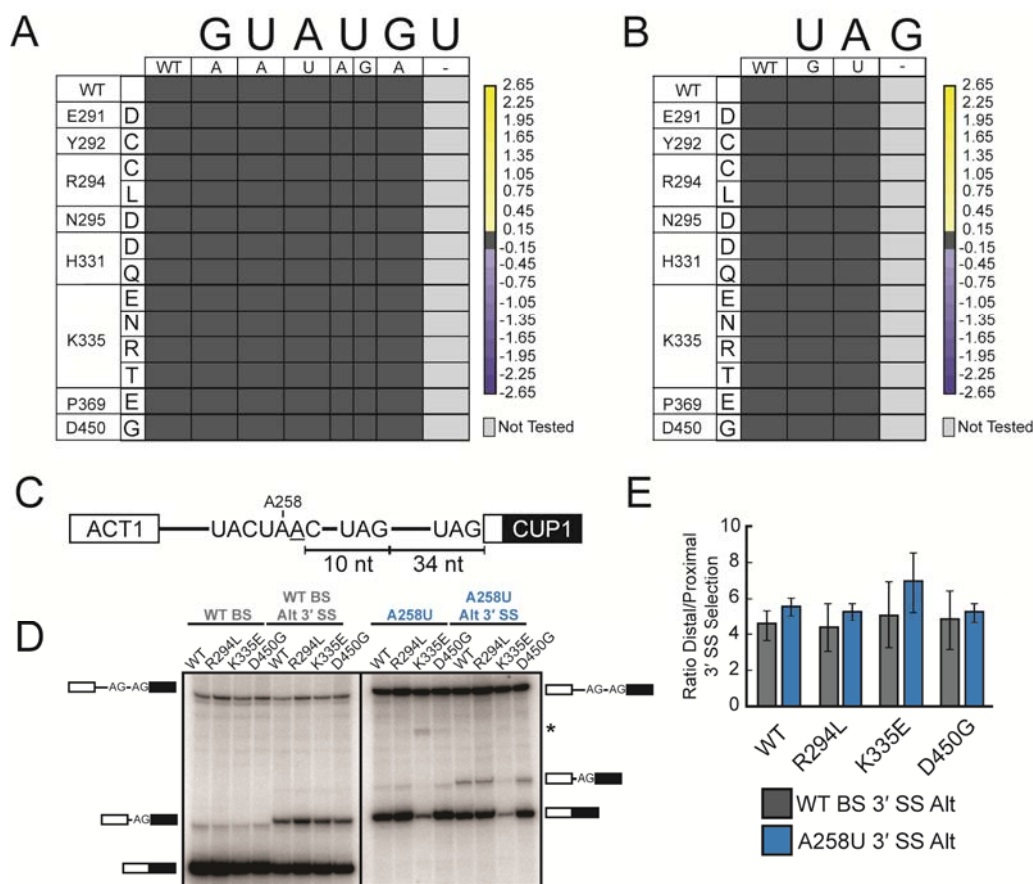 A
G U A U G U
WT A A U A G A -
WT
E291 D
Y292 C
R294 C
L
N295 D
H331 D
Q
K335 E
N
R
T
P369 E
D450 G
2.65
2.25
1.95
1.65
1.35
1.05
0.75
0.45
0.15
-0.15
-0.45
-0.75
-1.05
-1.35
-1.65
-1.95
-2.25
-2.65
Not Tested
B
U A G
WT G U -
WT
E291 D
Y292 C
R294 C
L
N295 D
H331 D
Q
K335 E
N
R
T
P369 E
D450 G
2.65
2.25
1.95
1.65
1.35
1.05
0.75
0.45
0.15
-0.15
-0.45
-0.75
-1.05
-1.35
-1.65
-1.95
-2.25
-2.65
Not Tested
C
A258
ACT1 UACUAAC UAG UAG CUP1
10 nt 34 nt
D
WT BS
WT BS
Alt 3′ SS
A258U
A258U
Alt 3′ SS
WT R294L K335E D450G WT R294L K335E D450G
WT R294L K335E D450G WT R294L K335E D450G
AG-AG
AG
AG-AG
*
AG
E
Ratio Distal/Proximal
3′ SS Selection
10
8
6
4
2
0
WT R294L K335E D450G
WT BS 3′ SS Alt
A258U 3′ SS Alt